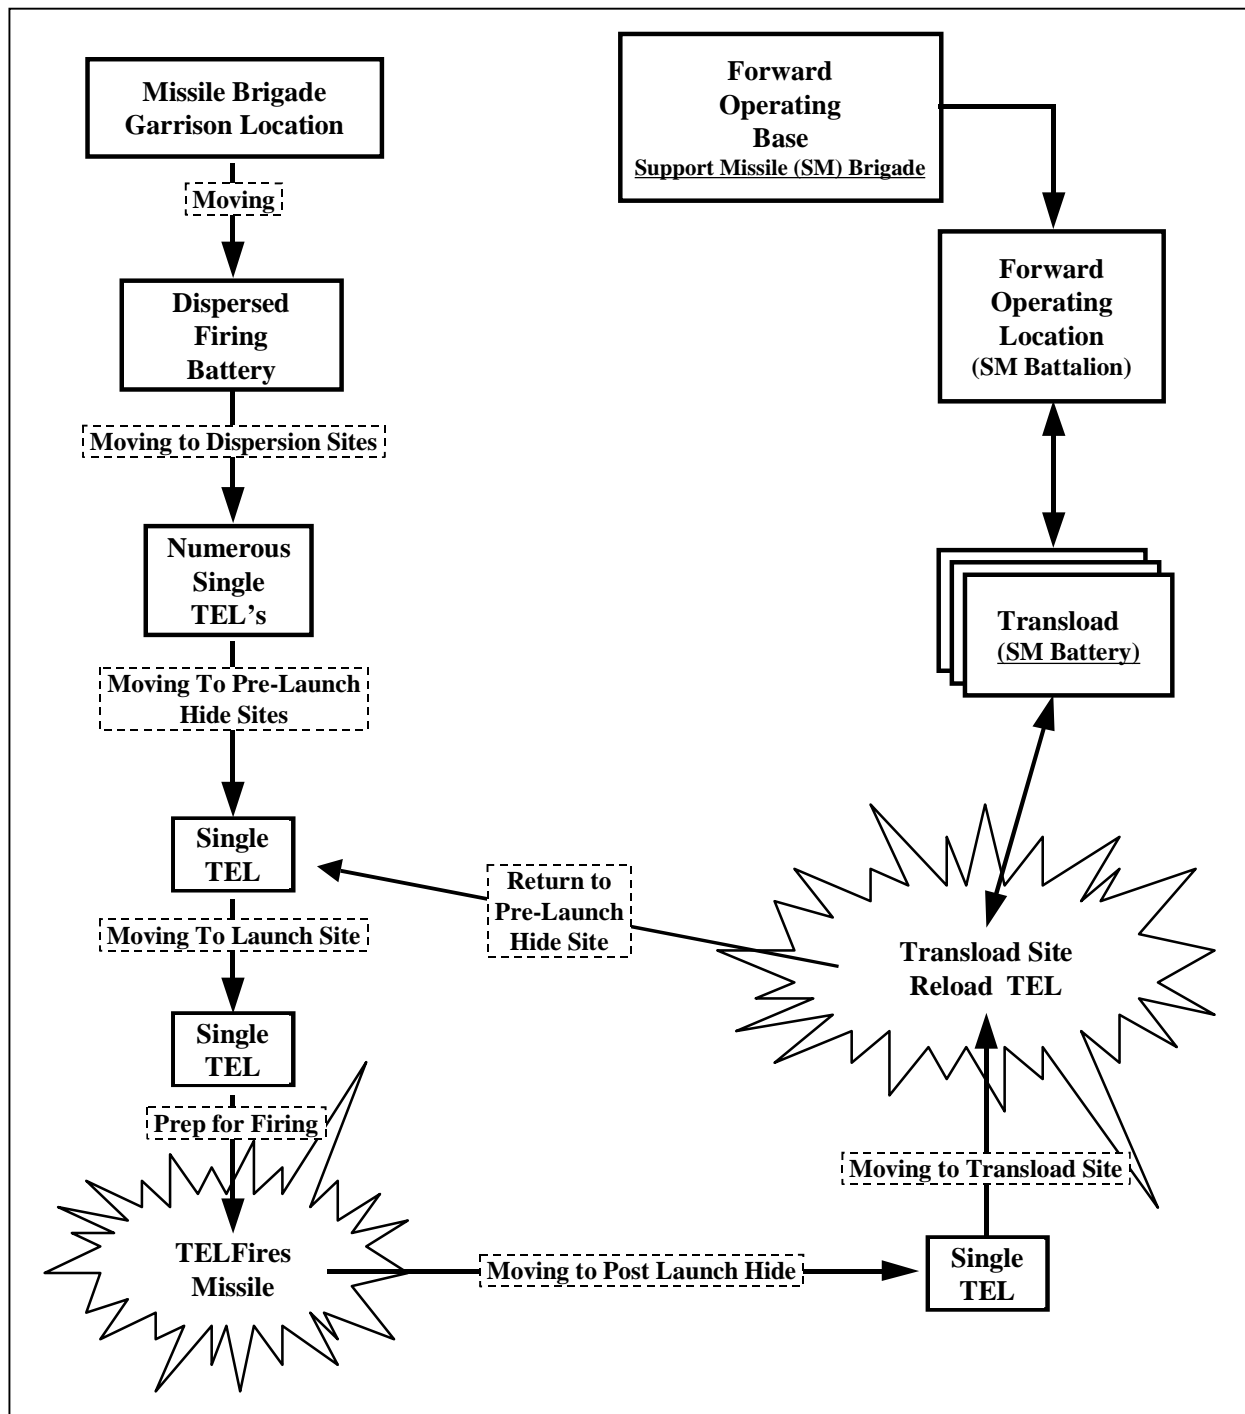 Missile Brigade
Garrison Location
Moving
Dispersed
Firing
Battery
Moving to Dispersion Sites
Numerous
Single
TEL's
Moving To Pre-Launch
Hide Sites
Single
TEL
Moving To Launch Site
Single
TEL
Prep for Firing
TELFires
Missile
Moving to Post Launch Hide
Single
TEL
Moving to Transload Site
Transload Site
Reload TEL
Return to
Pre-Launch
Hide Site
Forward
Operating
Base
Support Missile (SM) Brigade
Forward
Operating
Location
(SM Battalion)
Transload
(SM Battery)